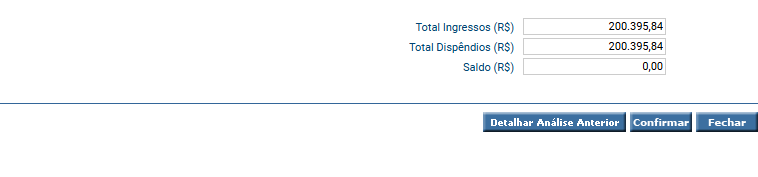 Total Ingressos (R$) 200.395,84
Total Dispêndios (R$) 200.395,84
Saldo (R$) 0,00
Detalhar Análise Anterior Confirmar Fechar